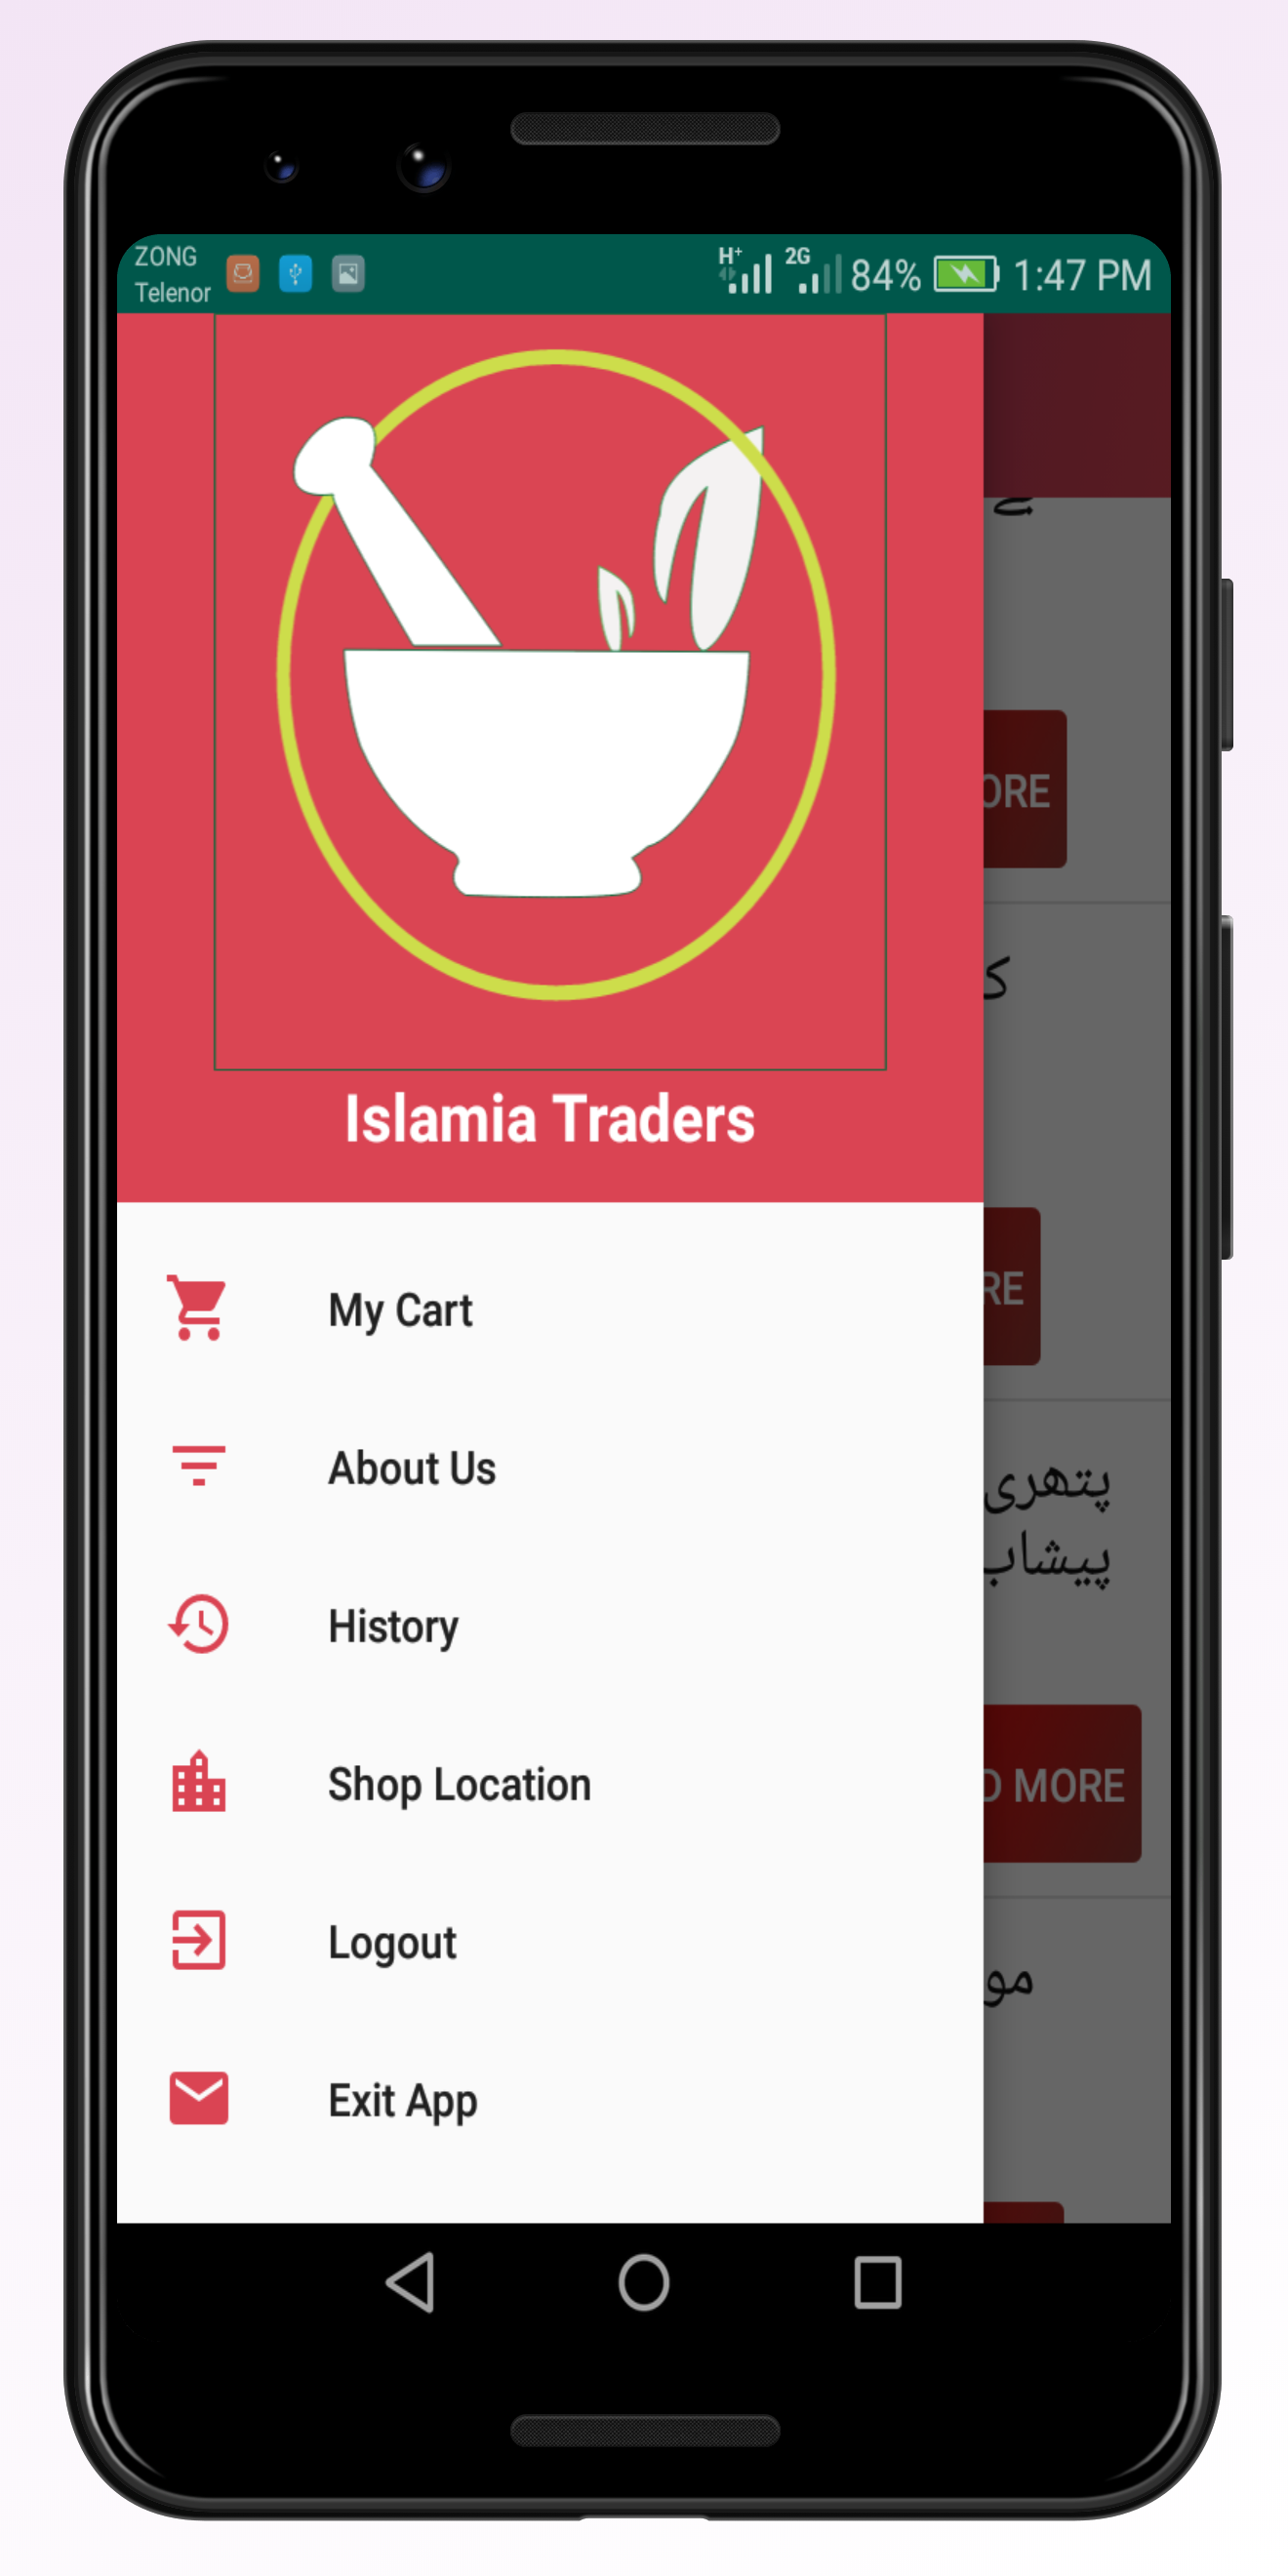 ZONG
Telenor
H+ 2G 84% 1:47 PM
Islamia Traders
My Cart
About Us
History
Shop Location
Logout
Exit App
ORE
RE
پتھری
پیشاب
D MORE
مو